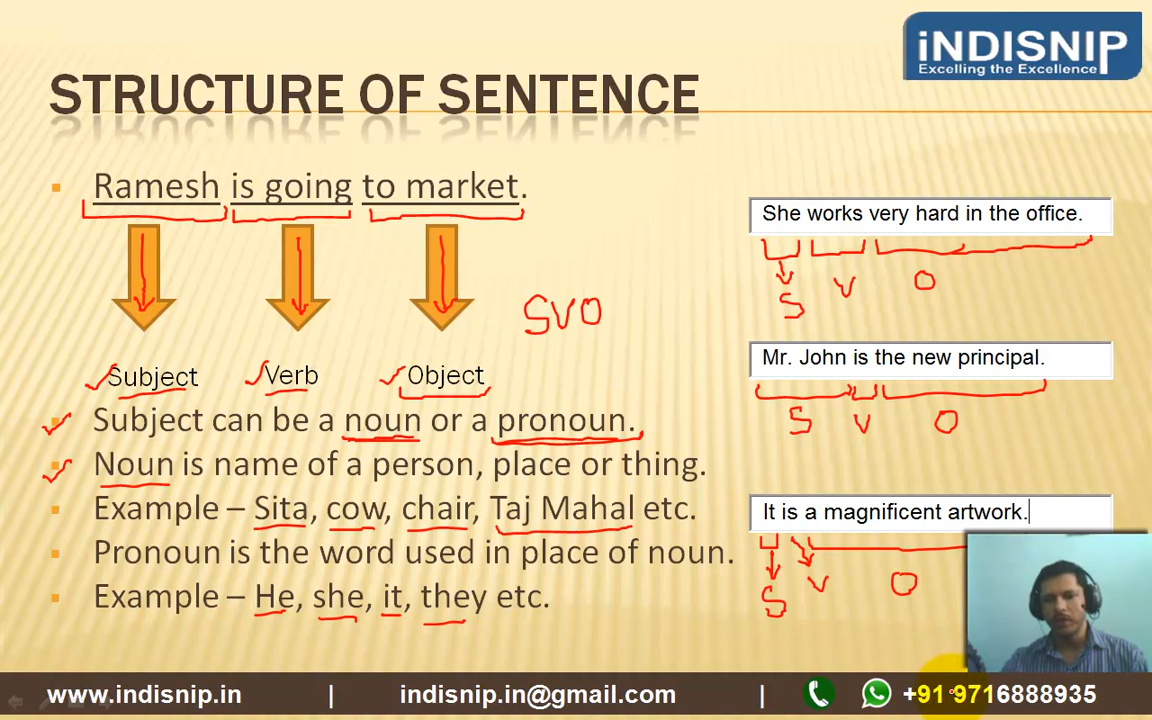 iNDISNIP
Excelling the Excellence
STRUCTURE OF SENTENCE
Ramesh is going to market.
SVO
Subject Verb Object
Subject can be a noun or a pronoun.
Noun is name of a person, place or thing.
Example – Sita, cow, chair, Taj Mahal etc.
Pronoun is the word used in place of noun.
Example – He, she, it, they etc.
She works very hard in the office.
S V O
Mr. John is the new principal.
S V O
It is a magnificent artwork.
S V O
www.indisnip.in | indisnip.in@gmail.com | +91 9716888935